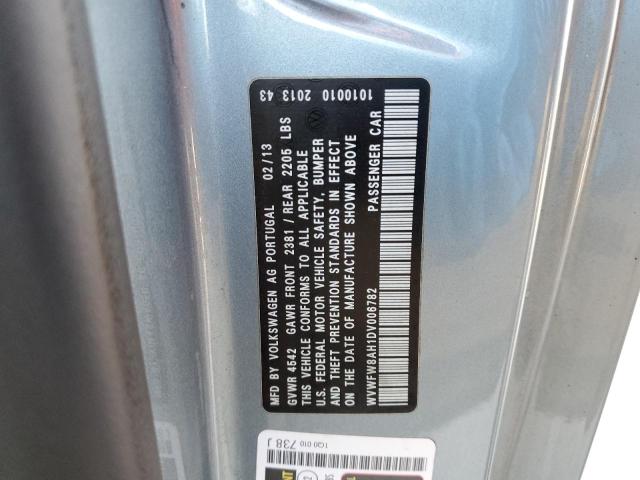 MFD BY VOLKSWAGEN AG PORTUGAL 02/13
GVWR 4542 GAWR FRONT 2381 / REAR 2205 LBS
THIS VEHICLE CONFORMS TO ALL APPLICABLE
U.S. FEDERAL MOTOR VEHICLE SAFETY, BUMPER
AND THEFT PREVENTION STANDARDS IN EFFECT
ON THE DATE OF MANUFACTURE SHOWN ABOVE
WVWFW8AH1DV006782 PASSENGER CAR
2013 43
1010010
1Q0 010 738 J